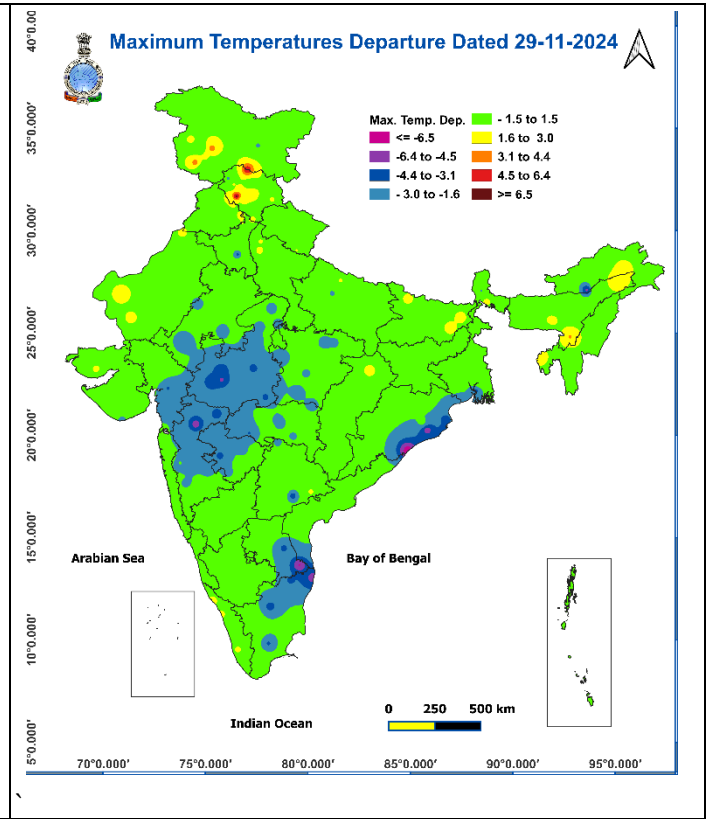 Maximum Temperatures Departure Dated 29-11-2024
Max. Temp. Dep.
<= -6.5
-6.4 to -4.5
-4.4 to -3.1
- 3.0 to -1.6
- 1.5 to 1.5
1.6 to 3.0
3.1 to 4.4
4.5 to 6.4
>= 6.5
40°0.000'
35°0.000'
30°0.000'
25°0.000'
20°0.000'
15°0.000'
10°0.000'
5°0.000'
Arabian Sea
Bay of Bengal
Indian Ocean
0 250 500 km
70°0.000' 75°0.000' 80°0.000' 85°0.000' 90°0.000' 95°0.000'
`